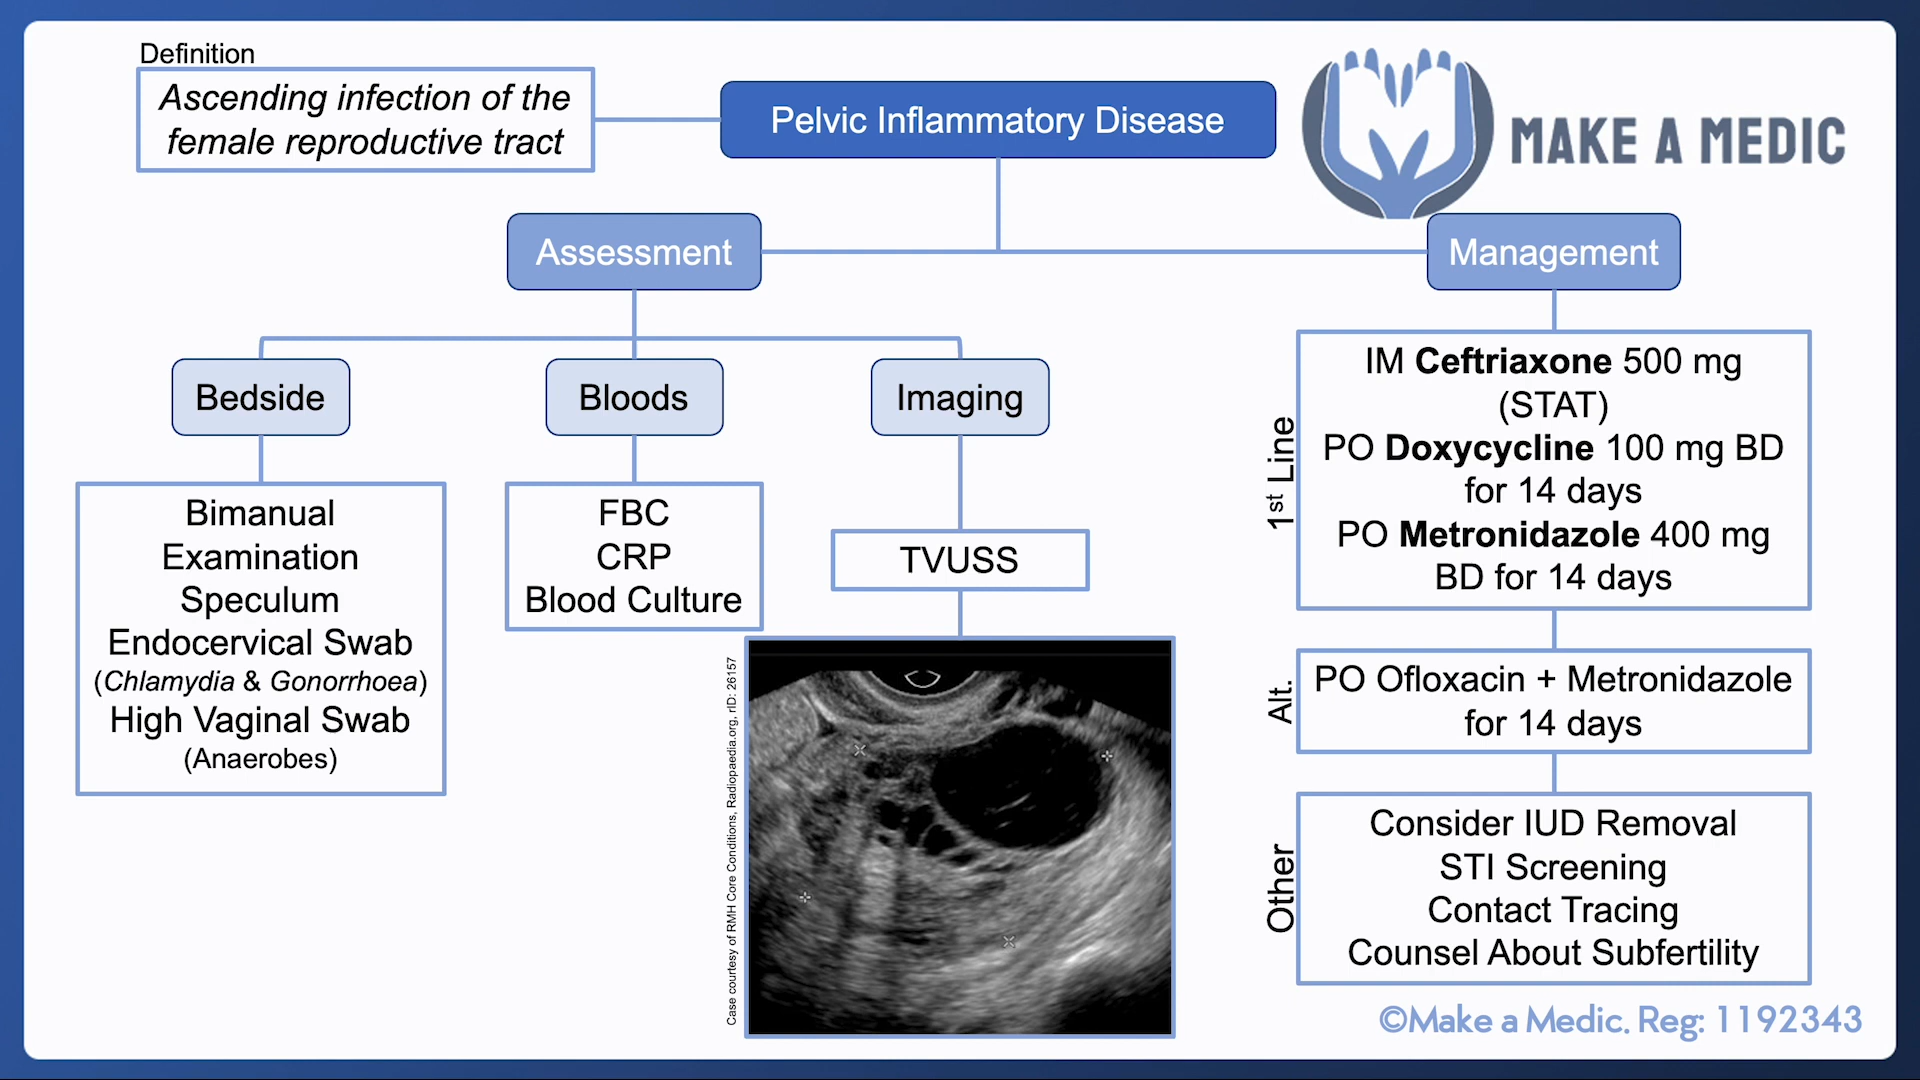 Definition
Ascending infection of the
female reproductive tract
Pelvic Inflammatory Disease
MAKE A MEDIC
Assessment
Management
Bedside
Bloods
Imaging
Bimanual
Examination
Speculum
Endocervical Swab
(Chlamydia & Gonorrhoea)
High Vaginal Swab
(Anaerobes)
FBC
CRP
Blood Culture
TVUSS
Case courtesy of RMH Core Conditions, Radiopaedia.org, rID: 26157
1st Line
IM Ceftriaxone 500 mg
(STAT)
PO Doxycycline 100 mg BD
for 14 days
PO Metronidazole 400 mg
BD for 14 days
Alt.
PO Ofloxacin + Metronidazole
for 14 days
Other
Consider IUD Removal
STI Screening
Contact Tracing
Counsel About Subfertility
©Make a Medic. Reg: 1192343